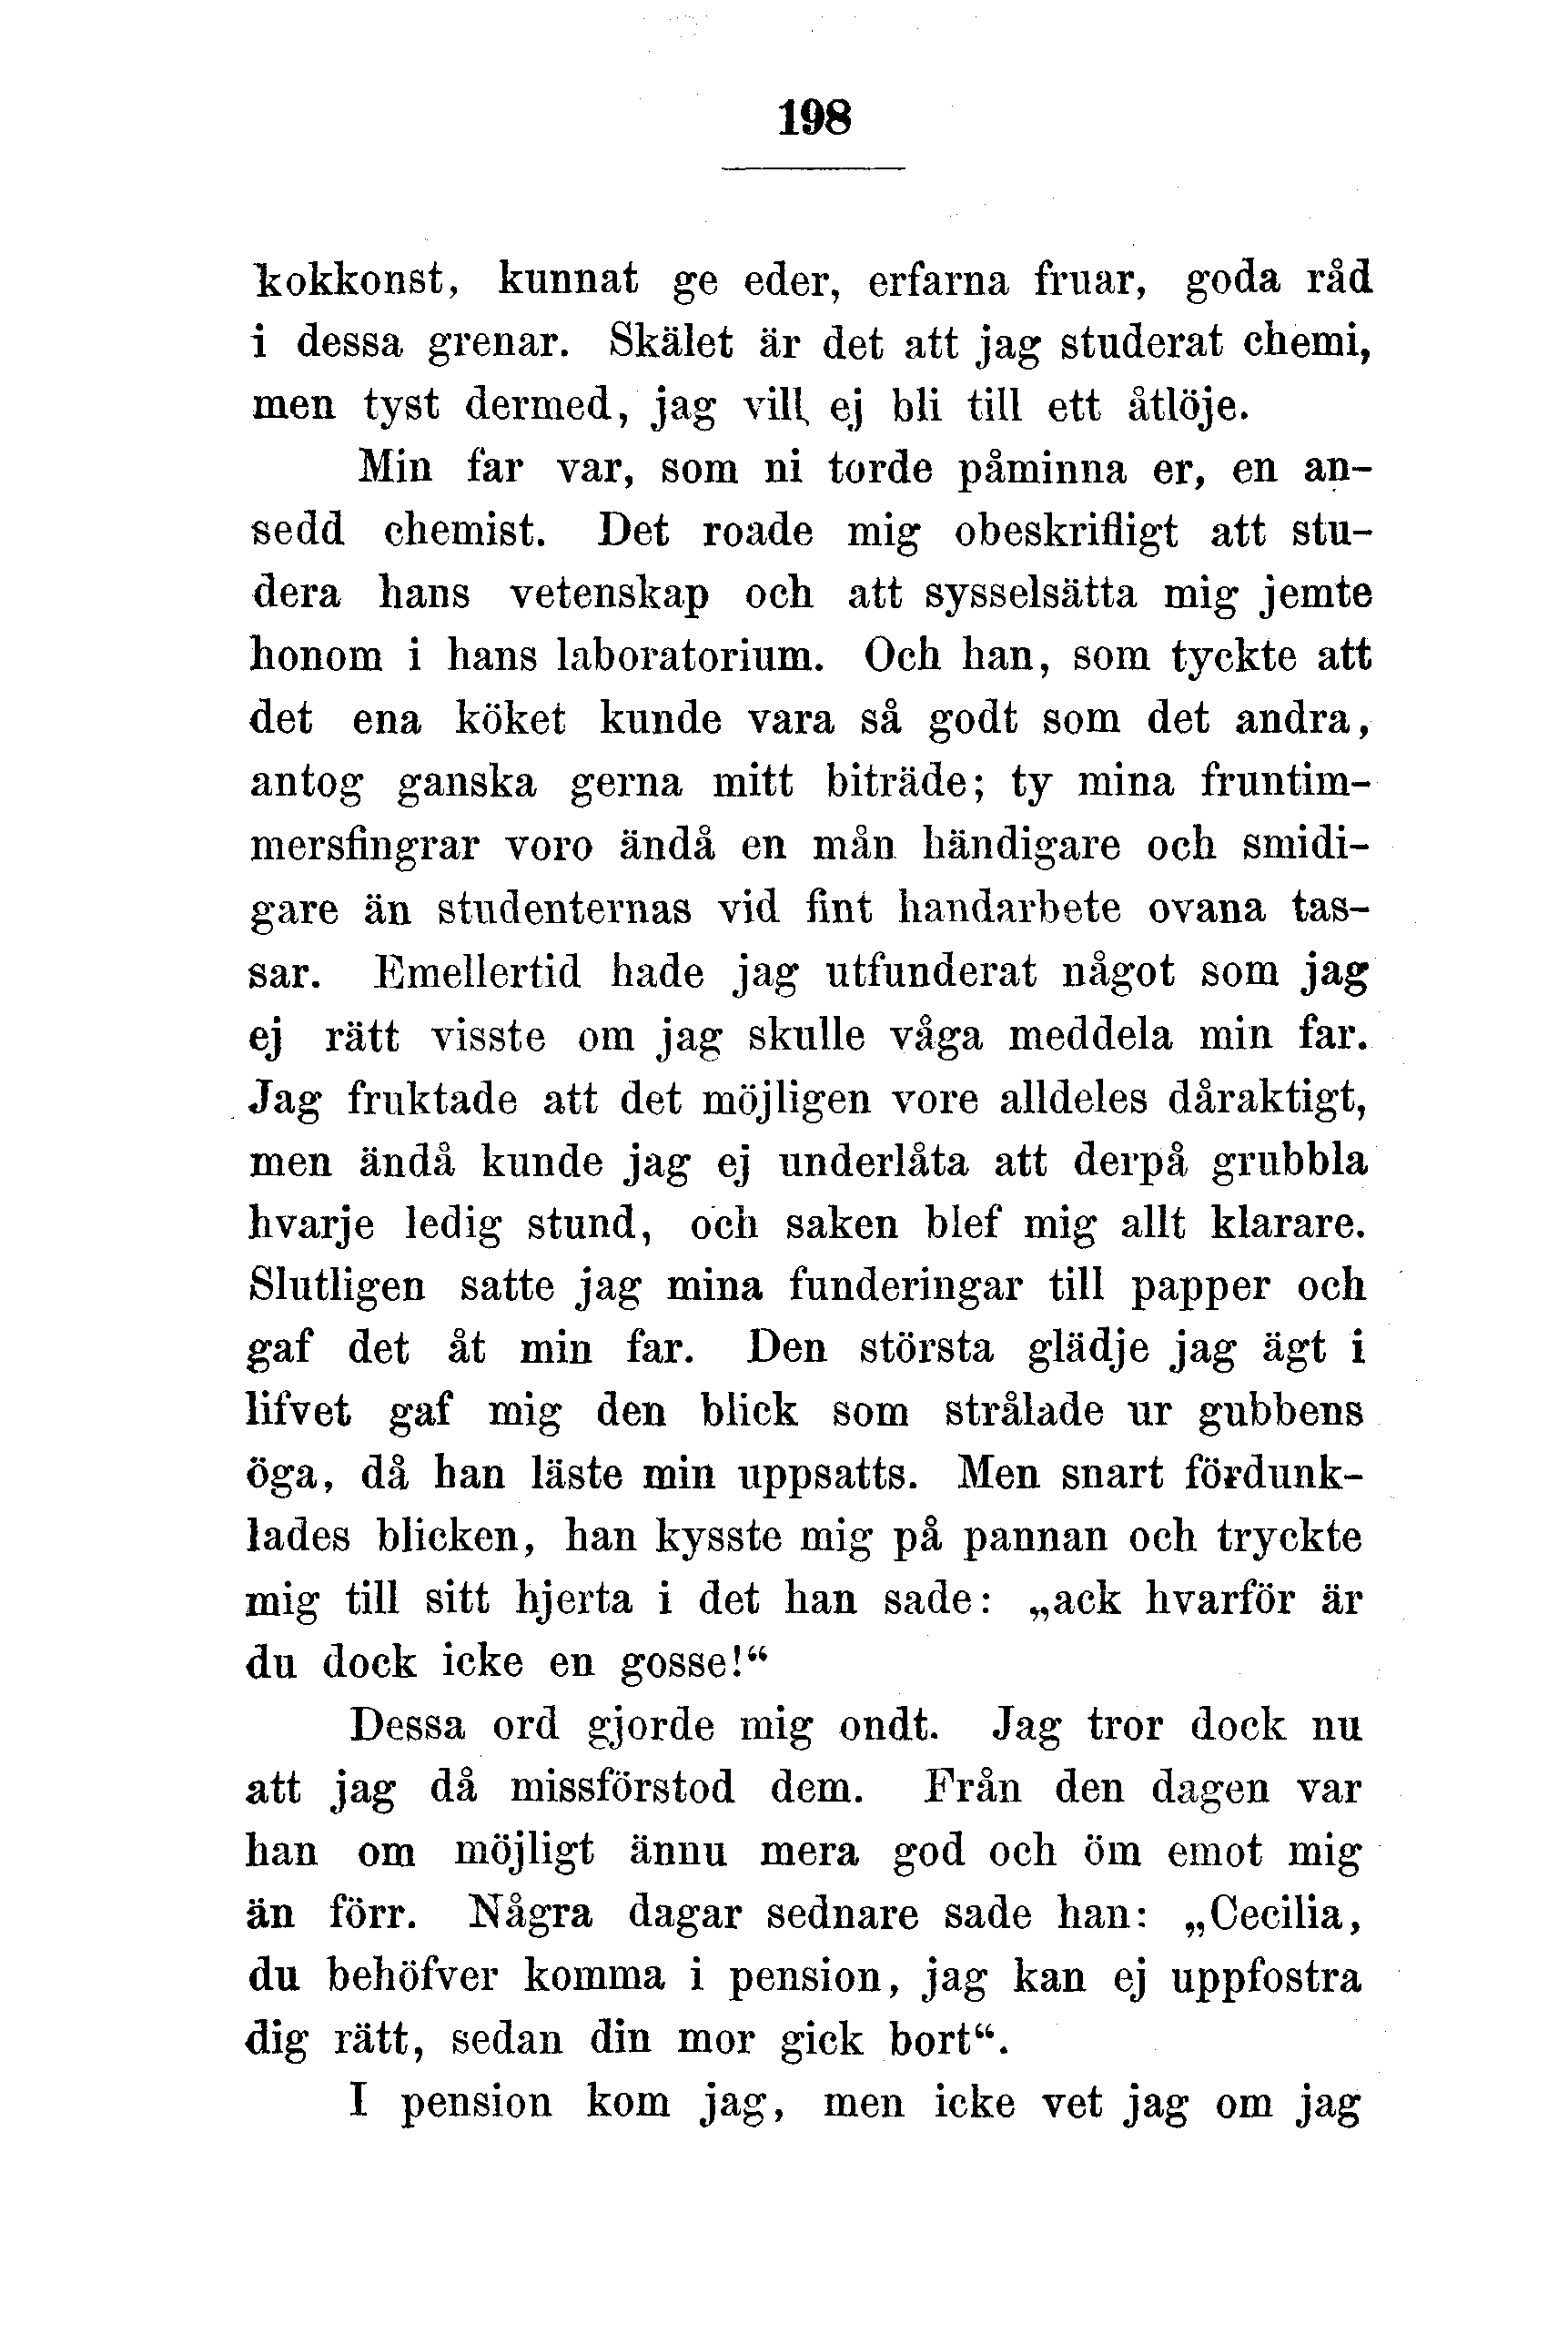 198
kokkonst, kunnat ge eder, erfarna fruar, goda råd
i dessa grenar. Skälet är det att jag studerat chemi,
men tyst dermed, jag vill ej bli till ett åtlöje.
Min far var, som ni torde påminna er, en an-
sedd chemist. Det roade mig obeskrifligt att stu-
dera hans vetenskap och att sysselsätta mig jemte
honom i hans laboratorium. Och han, som tyckte att
det ena köket kunde vara så godt som det andra,
antog ganska gerna mitt biträde; ty mina fruntim-
mersfingrar voro ändå en mån händigare och smidi-
gare än studenternas vid fint handarbete ovana tas-
sar. Emellertid hade jag utfunderat något som jag
ej rätt visste om jag skulle våga meddela min far.
Jag fruktade att det möjligen vore alldeles dåraktigt,
men ändå kunde jag ej underlåta att derpå grubbla
hvarje ledig stund, och saken blef mig allt klarare.
Slutligen satte jag mina funderingar till papper och
gaf det åt min far. Den största glädje jag ägt i
lifvet gaf mig den blick som strålade ur gubbens
öga, då han läste min uppsatts. Men snart fördunk-
lades blicken, han kysste mig på pannan och tryckte
mig till sitt hjerta i det han sade: „ack hvarför är
du dock icke en gosse!“
Dessa ord gjorde mig ondt. Jag tror dock nu
att jag då missförstod dem. Från den dagen var
han om möjligt ännu mera god och öm emot mig
än förr. Några dagar sednare sade han: „Cecilia,
du behöfver komma i pension, jag kan ej uppfostra
dig rätt, sedan din mor gick bort“.
I pension kom jag, men icke vet jag om jag